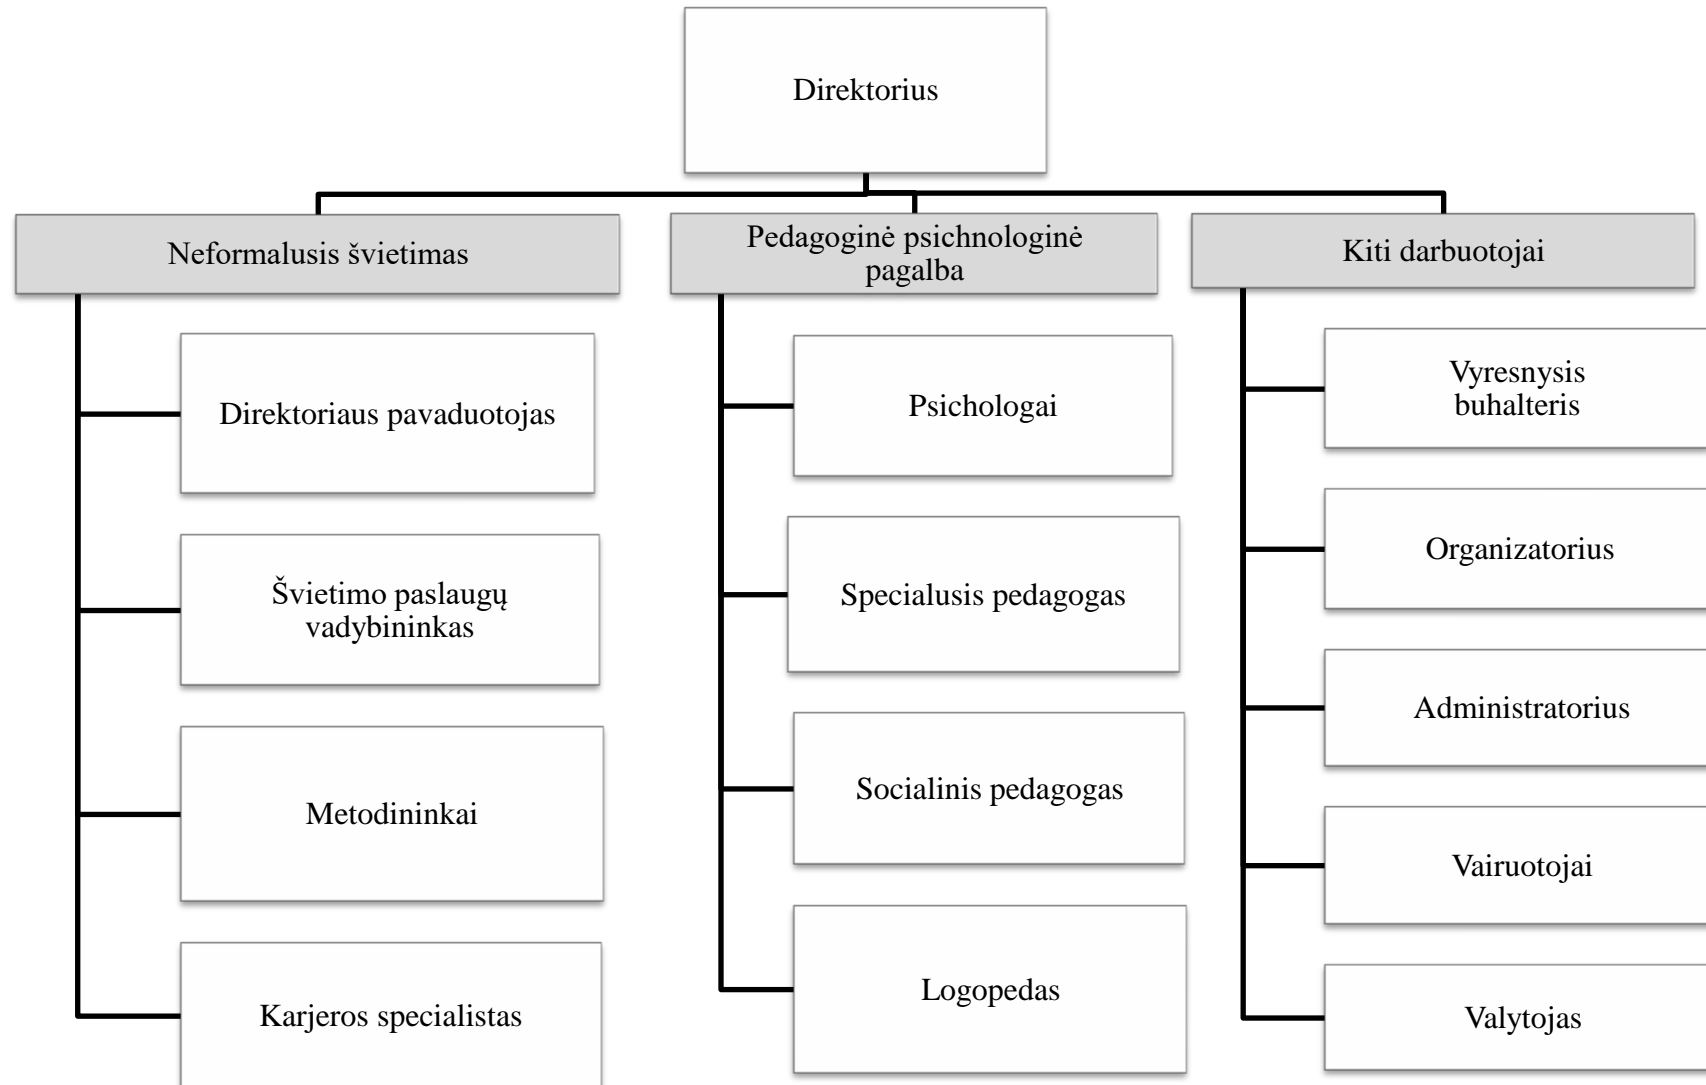 Direktorius
Neformalusis švietimas
Direktoriaus pavaduotojas
Švietimo paslaugų
vadybininkas
Metodininkai
Karjeros specialistas
Pedagoginė psichnologinė
pagalba
Psichologai
Specialusis pedagogas
Socialinis pedagogas
Logopedas
Kiti darbuotojai
Vyresnysis
buhalteris
Organizatorius
Administratorius
Vairuotojai
Valytojas